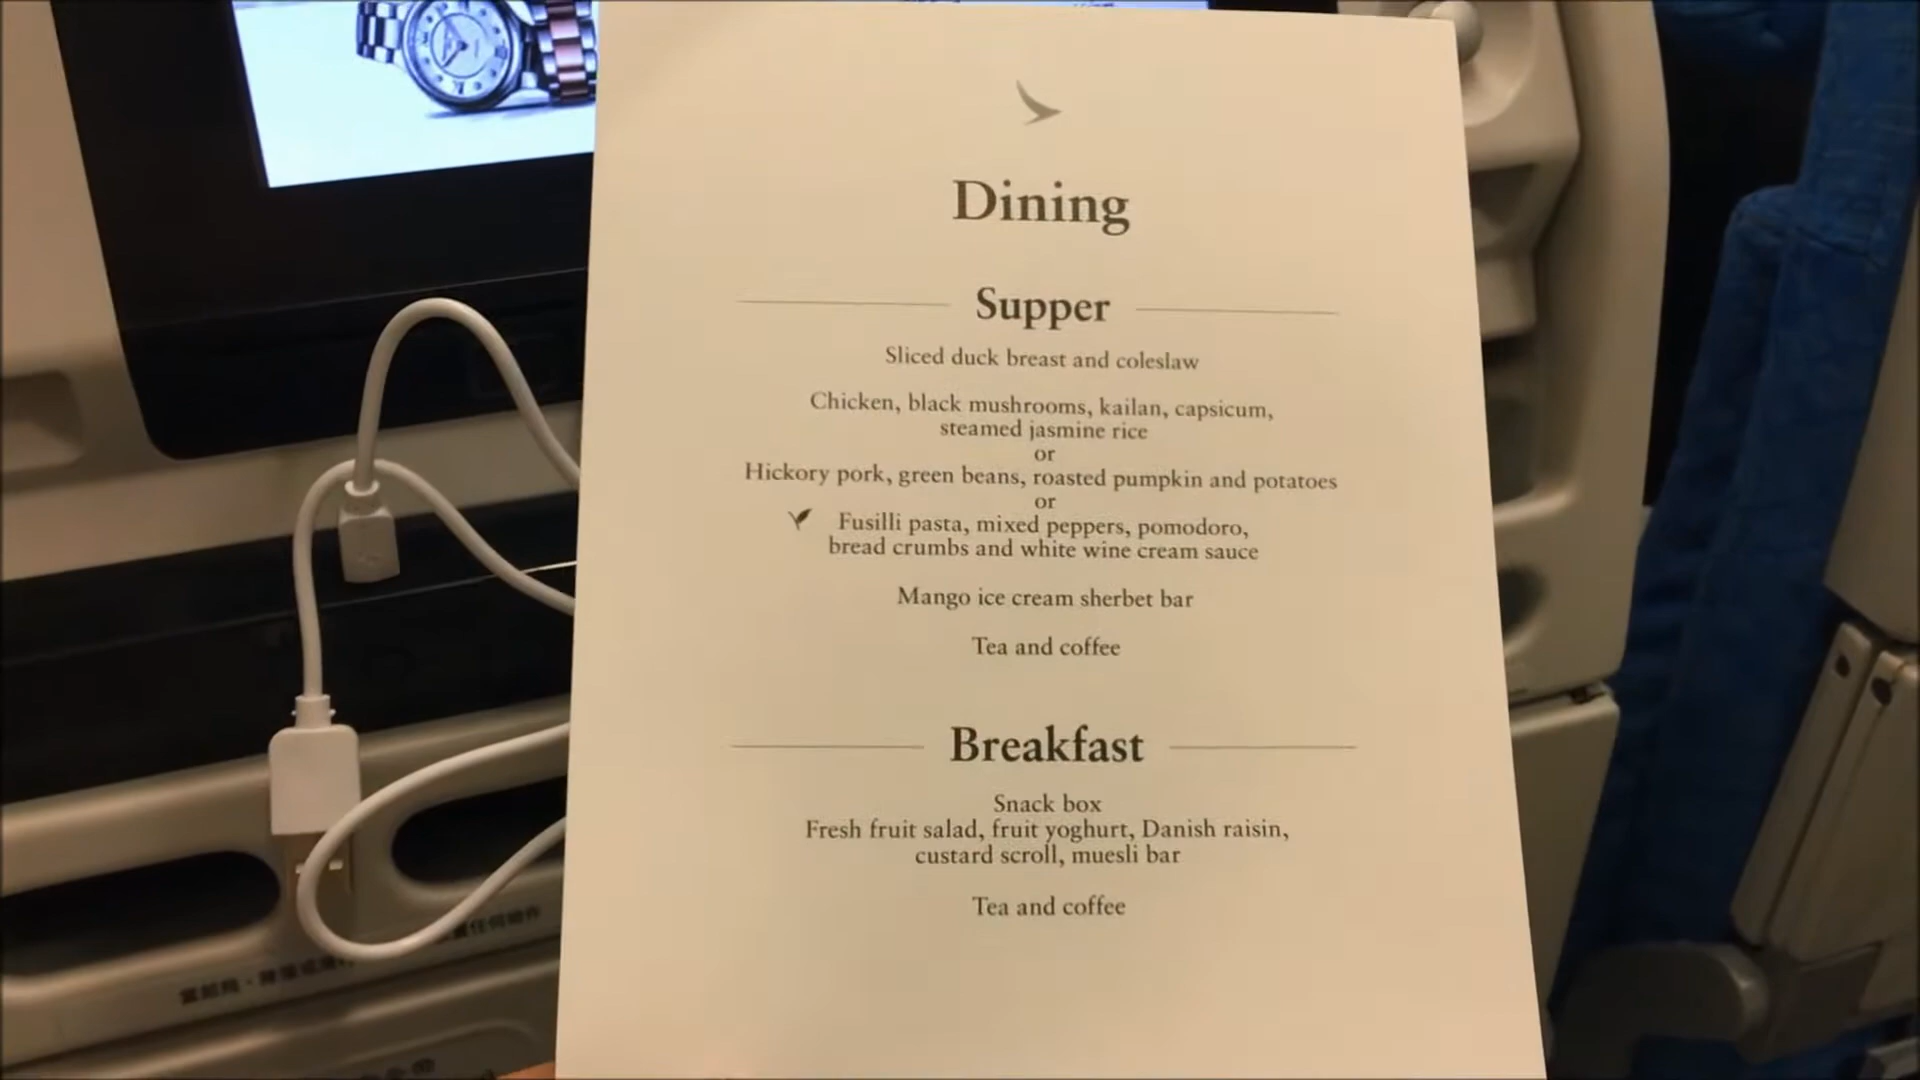 Dining
Supper
Sliced duck breast and coleslaw
Chicken, black mushrooms, kailan, capsicum,
steamed jasmine rice
or
Hickory pork, green beans, roasted pumpkin and potatoes
or
Fusilli pasta, mixed peppers, pomodoro,
bread crumbs and white wine cream sauce
Mango ice cream sherbet bar
Tea and coffee
Breakfast
Snack box
Fresh fruit salad, fruit yoghurt, Danish raisin,
custard scroll, muesli bar
Tea and coffee